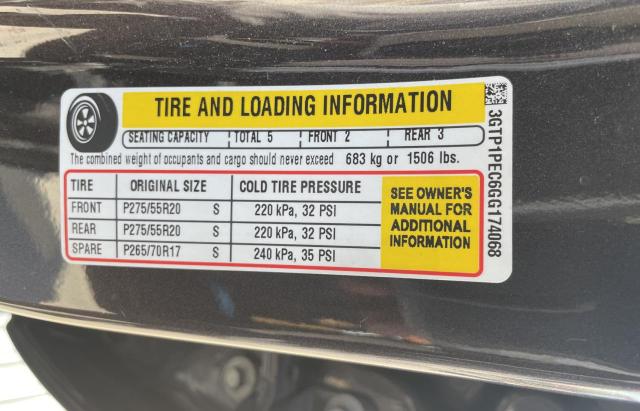 TIRE AND LOADING INFORMATION
SEATING CAPACITY TOTAL 5 FRONT 2 REAR 3
The combined weight of occupants and cargo should never exceed 683 kg or 1506 lbs.
TIRE ORIGINAL SIZE COLD TIRE PRESSURE
FRONT P275/55R20 S 220 kPa, 32 PSI
REAR P275/55R20 S 220 kPa, 32 PSI
SPARE P265/70R17 S 240 kPa, 35 PSI
SEE OWNER'S
MANUAL FOR
ADDITIONAL
INFORMATION
3GTP1PEC6GG174068